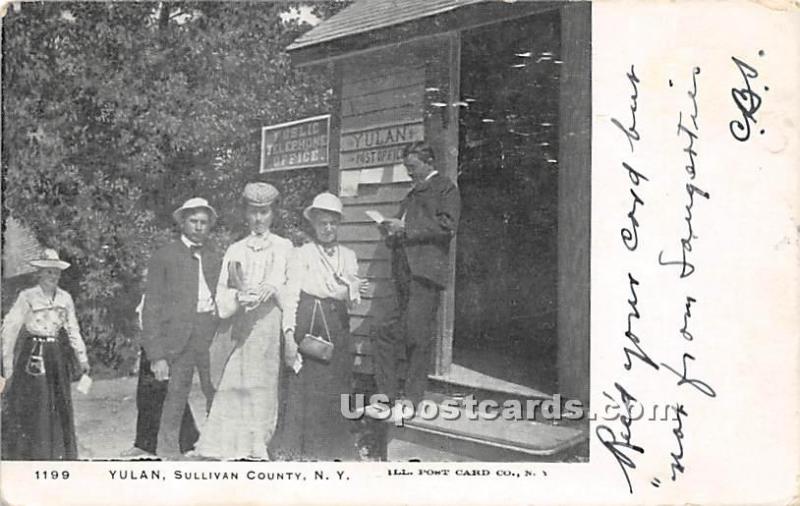 PUBLIC
TELEPHONE
OFFICE.
YULAN
POST OFFICE
USPostcards.com
1199 YULAN, SULLIVAN COUNTY, N. Y.
ILL. POST CARD CO., N. Y
Rec'd your card but
not from Saugerties